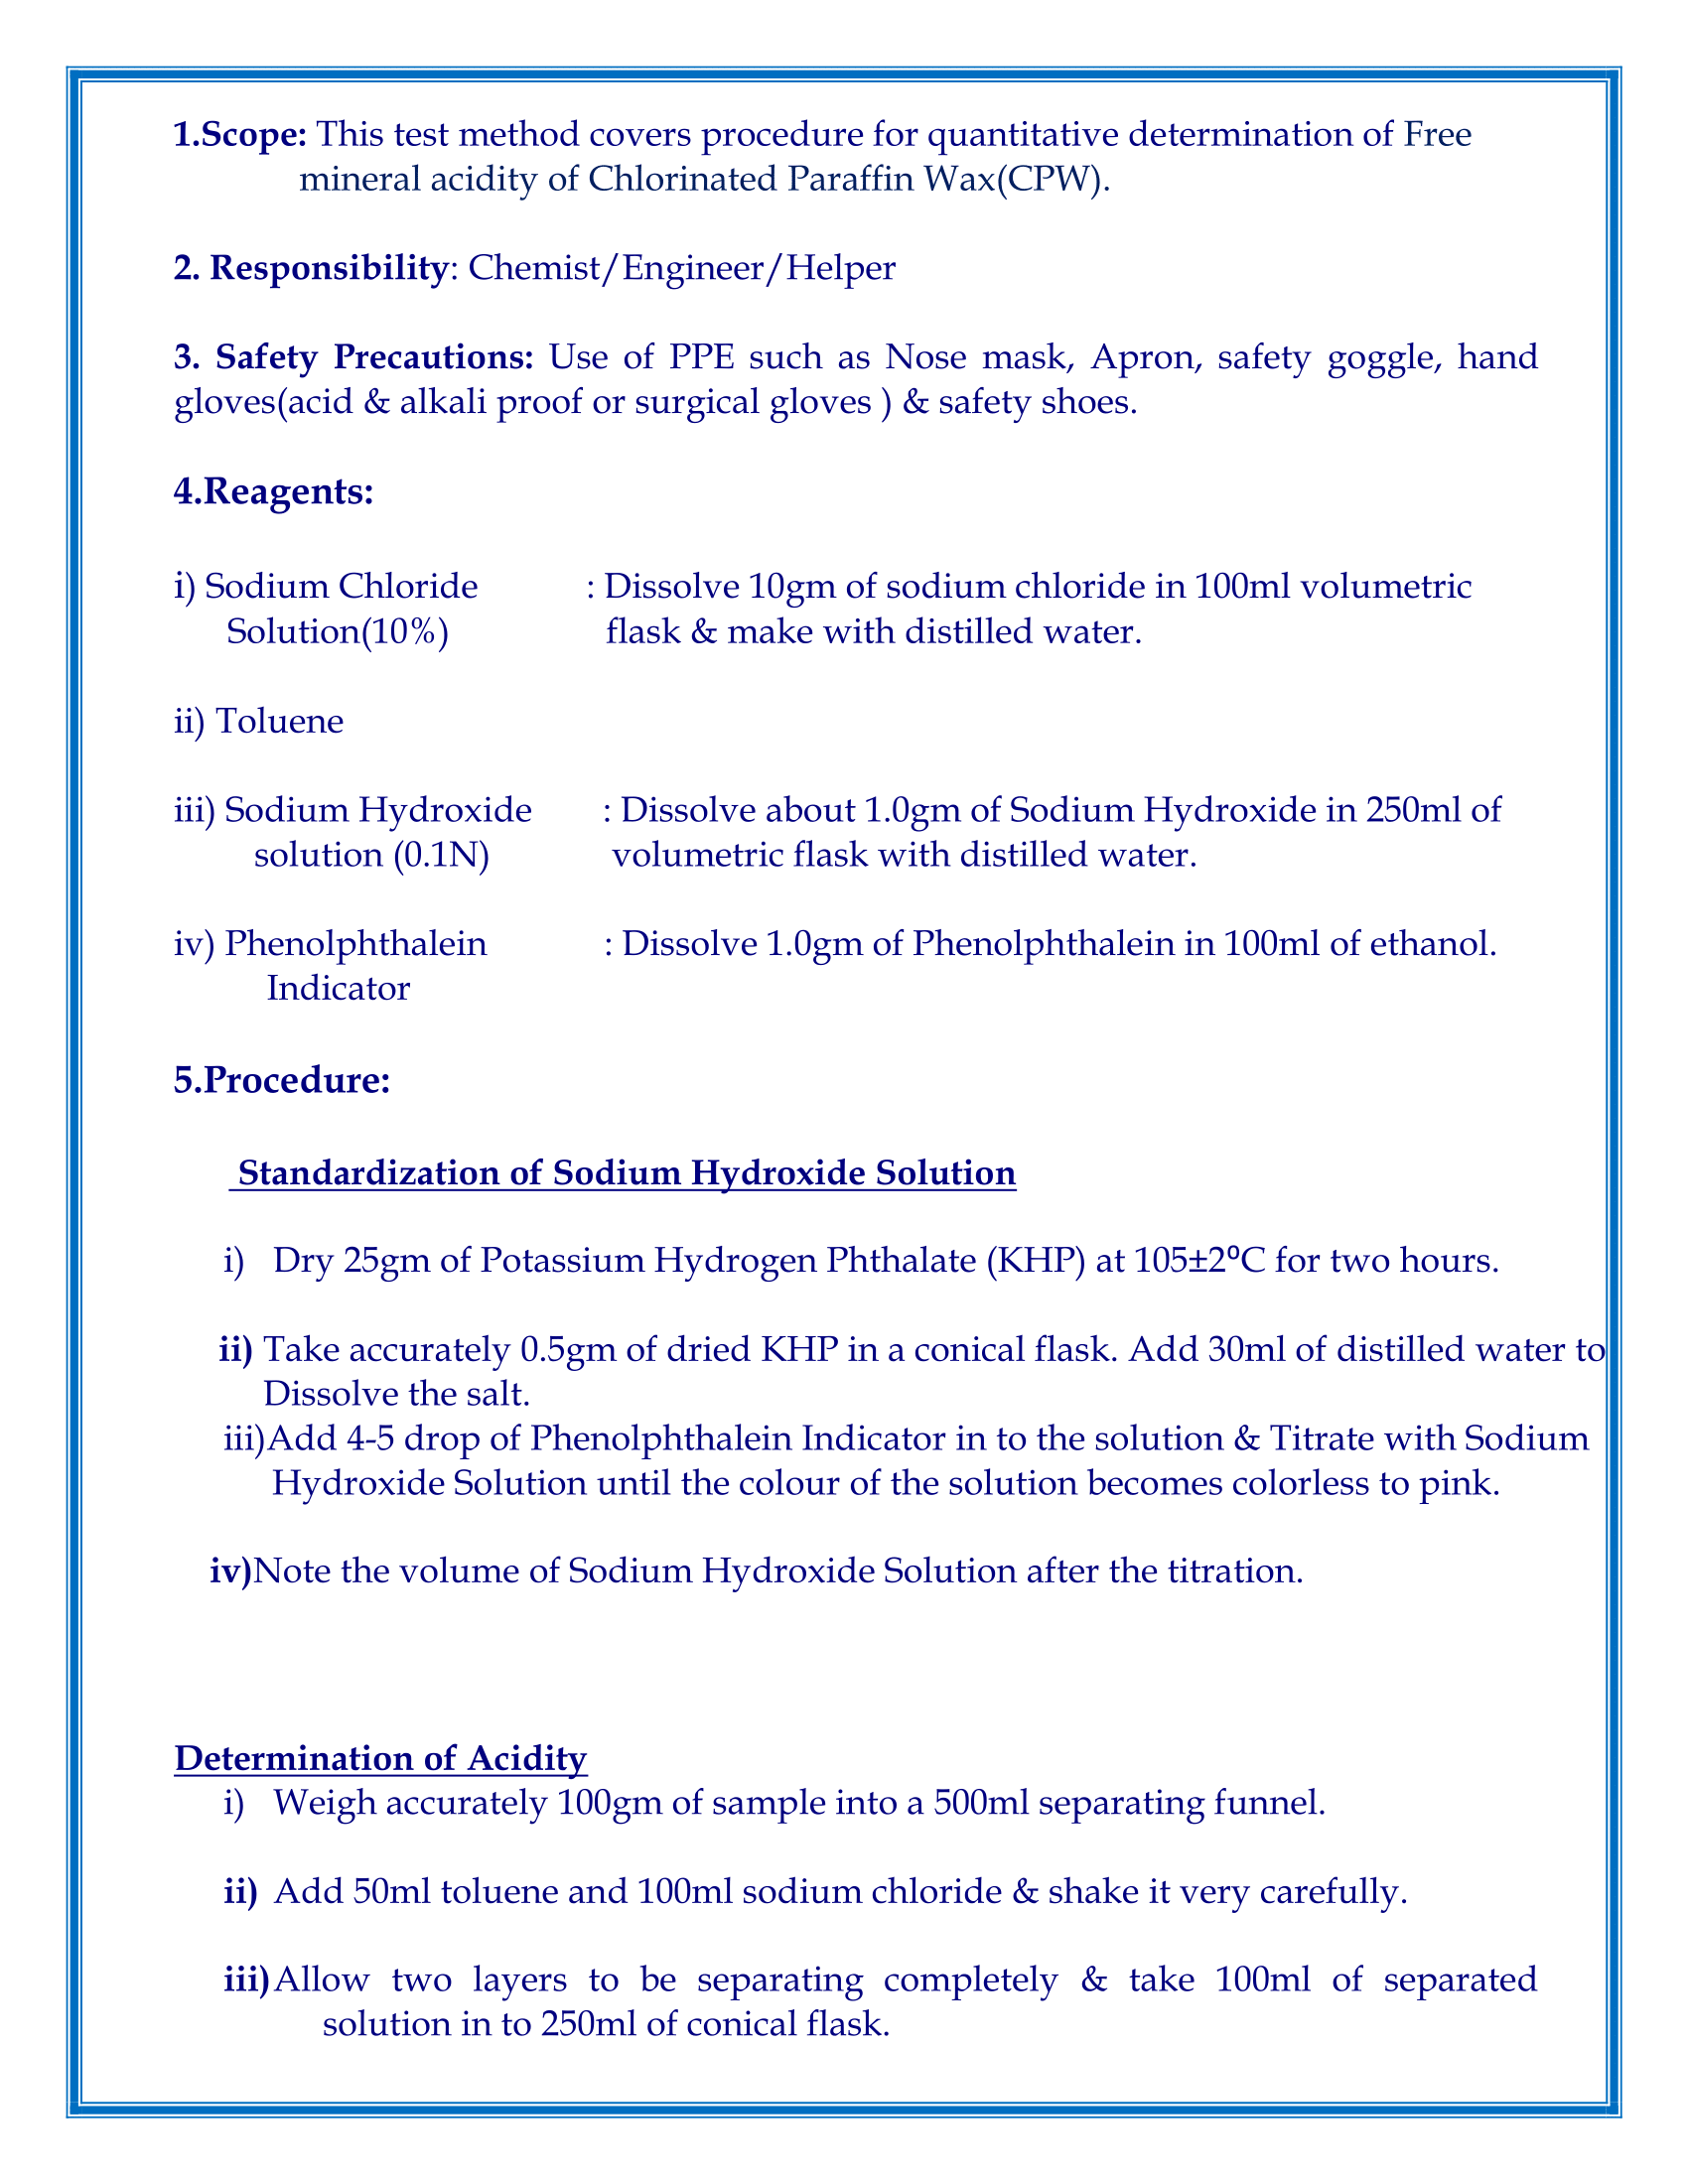 1.Scope: This test method covers procedure for quantitative determination of Free
mineral acidity of Chlorinated Paraffin Wax(CPW).
2. Responsibility: Chemist/Engineer/Helper
3. Safety Precautions: Use of PPE such as Nose mask, Apron, safety goggle, hand
gloves(acid & alkali proof or surgical gloves ) & safety shoes.
4.Reagents:
i) Sodium Chloride : Dissolve 10gm of sodium chloride in 100ml volumetric
Solution(10%) flask & make with distilled water.
ii) Toluene
iii) Sodium Hydroxide : Dissolve about 1.0gm of Sodium Hydroxide in 250ml of
solution (0.1N) volumetric flask with distilled water.
iv) Phenolphthalein : Dissolve 1.0gm of Phenolphthalein in 100ml of ethanol.
Indicator
5.Procedure:
Standardization of Sodium Hydroxide Solution
i) Dry 25gm of Potassium Hydrogen Phthalate (KHP) at 105±2⁰C for two hours.
ii) Take accurately 0.5gm of dried KHP in a conical flask. Add 30ml of distilled water to
Dissolve the salt.
iii)Add 4-5 drop of Phenolphthalein Indicator in to the solution & Titrate with Sodium
Hydroxide Solution until the colour of the solution becomes colorless to pink.
iv)Note the volume of Sodium Hydroxide Solution after the titration.
Determination of Acidity
i) Weigh accurately 100gm of sample into a 500ml separating funnel.
ii) Add 50ml toluene and 100ml sodium chloride & shake it very carefully.
iii)Allow two layers to be separating completely & take 100ml of separated
solution in to 250ml of conical flask.